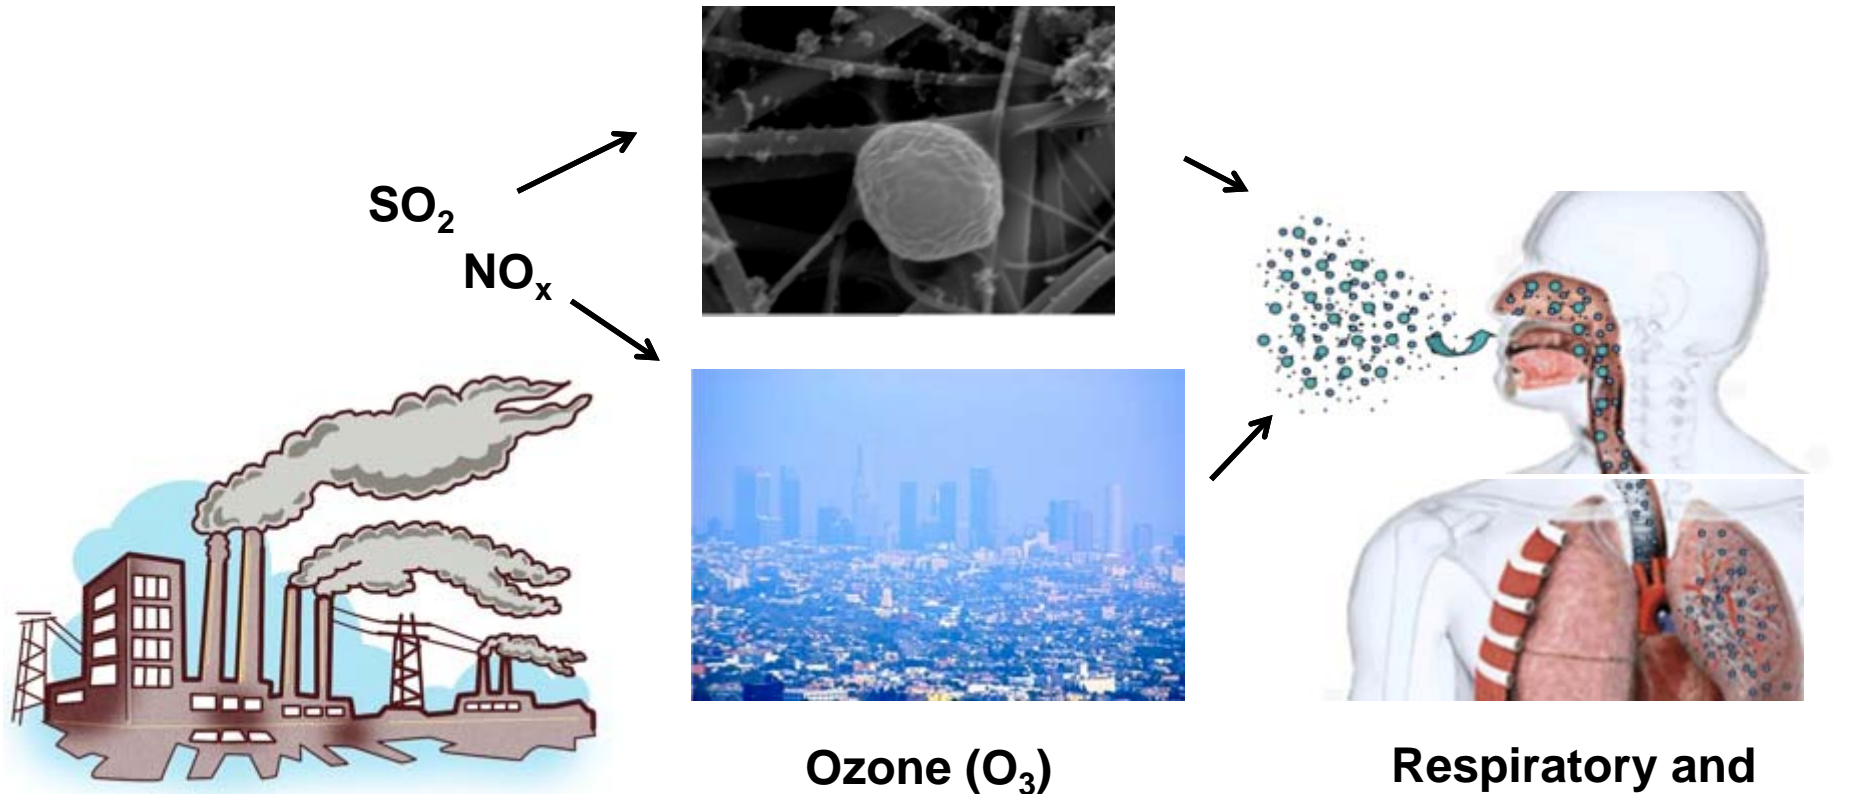 SO₂
NOₓ
Ozone (O₃)
Respiratory and